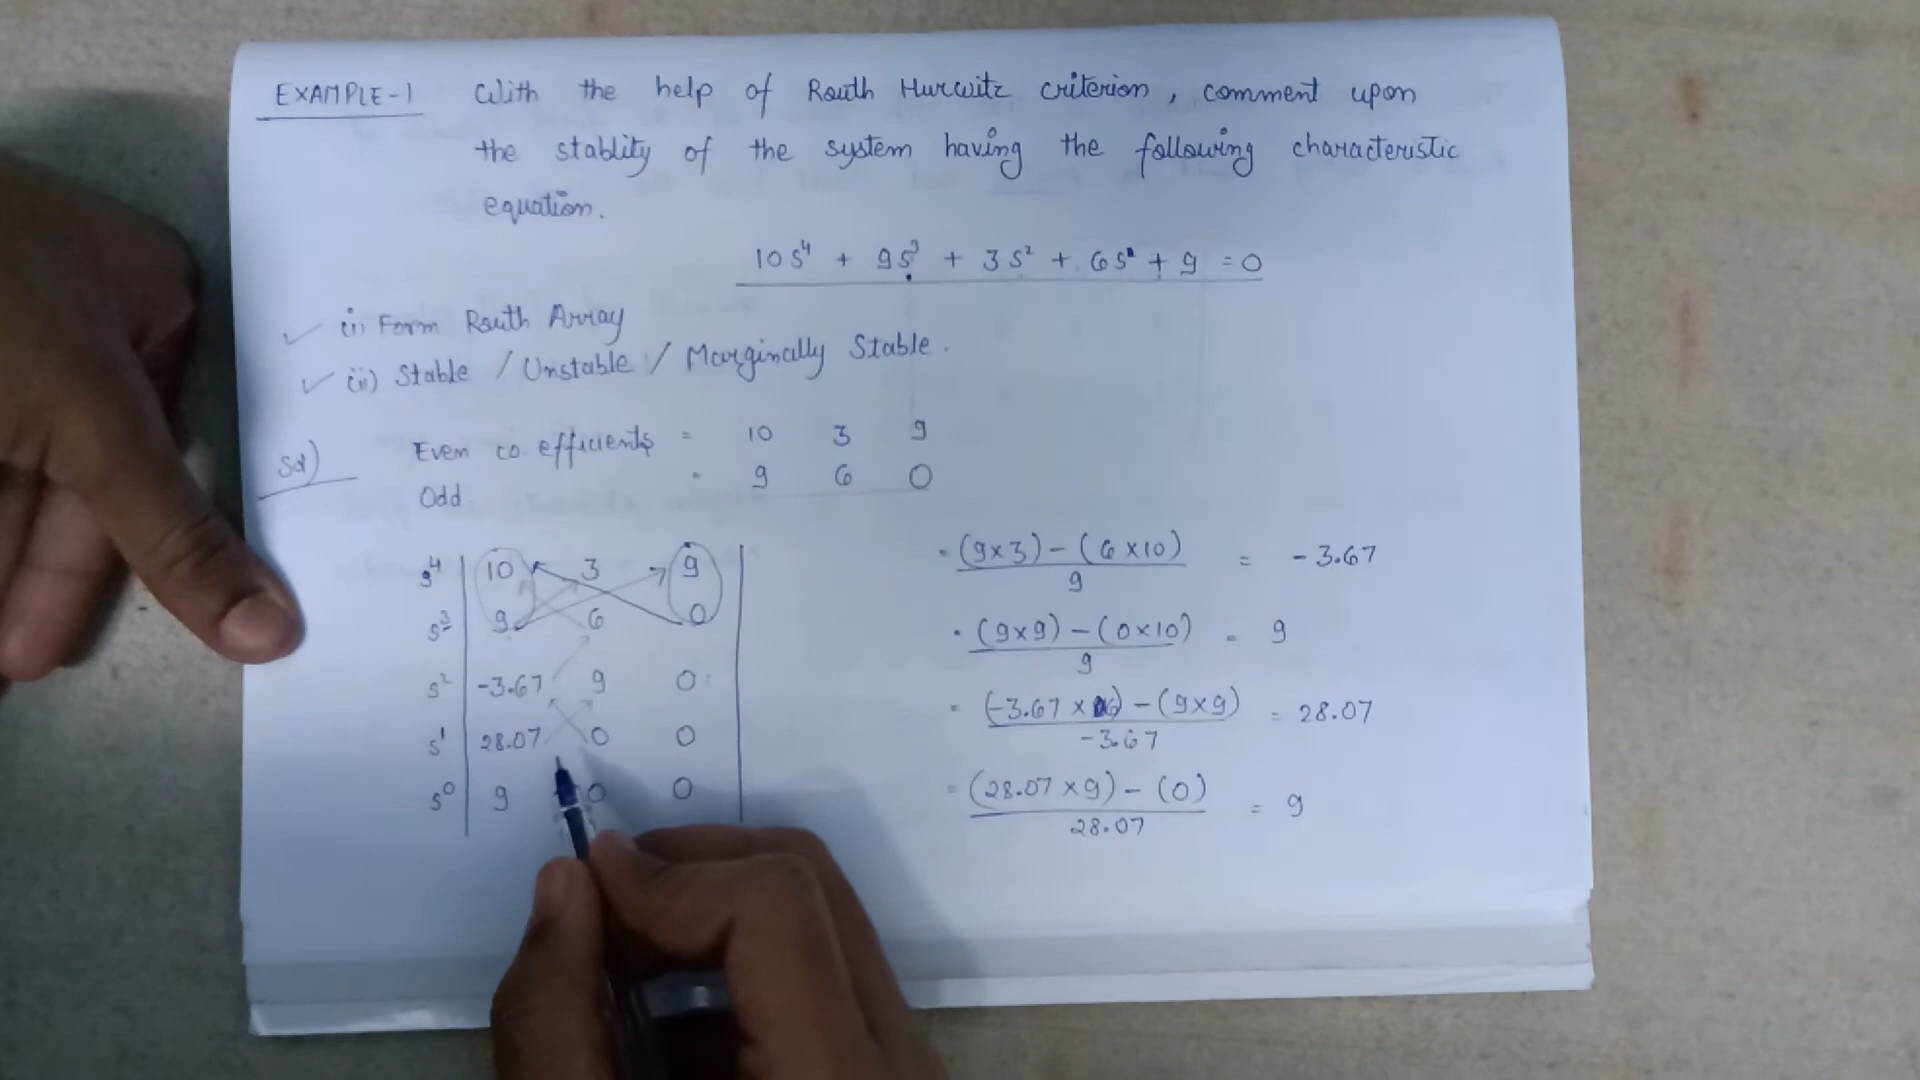 EXAMPLE-1 With the help of Routh Hurwitz criterion, comment upon
the stablity of the system having the following characteristic
equation.
10s⁴ + 9s³ + 3s² + 6s + 9 = 0
(i) Form Routh Array
(ii) Stable / Unstable / Marginally Stable.
Sol) Even co efficients = 10 3 9
Odd - 9 6 0
s⁴ 10 3 9
s³ 9 6 0
s² -3.67 9 0
s¹ 28.07 0 0
s⁰ 9 0 0
= (9×3) - (6×10) / 9 = -3.67
= (9×9) - (0×10) / 9 = 9
= (-3.67 × 6) - (9×9) / -3.67 = 28.07
= (28.07 × 9) - (0) / 28.07 = 9